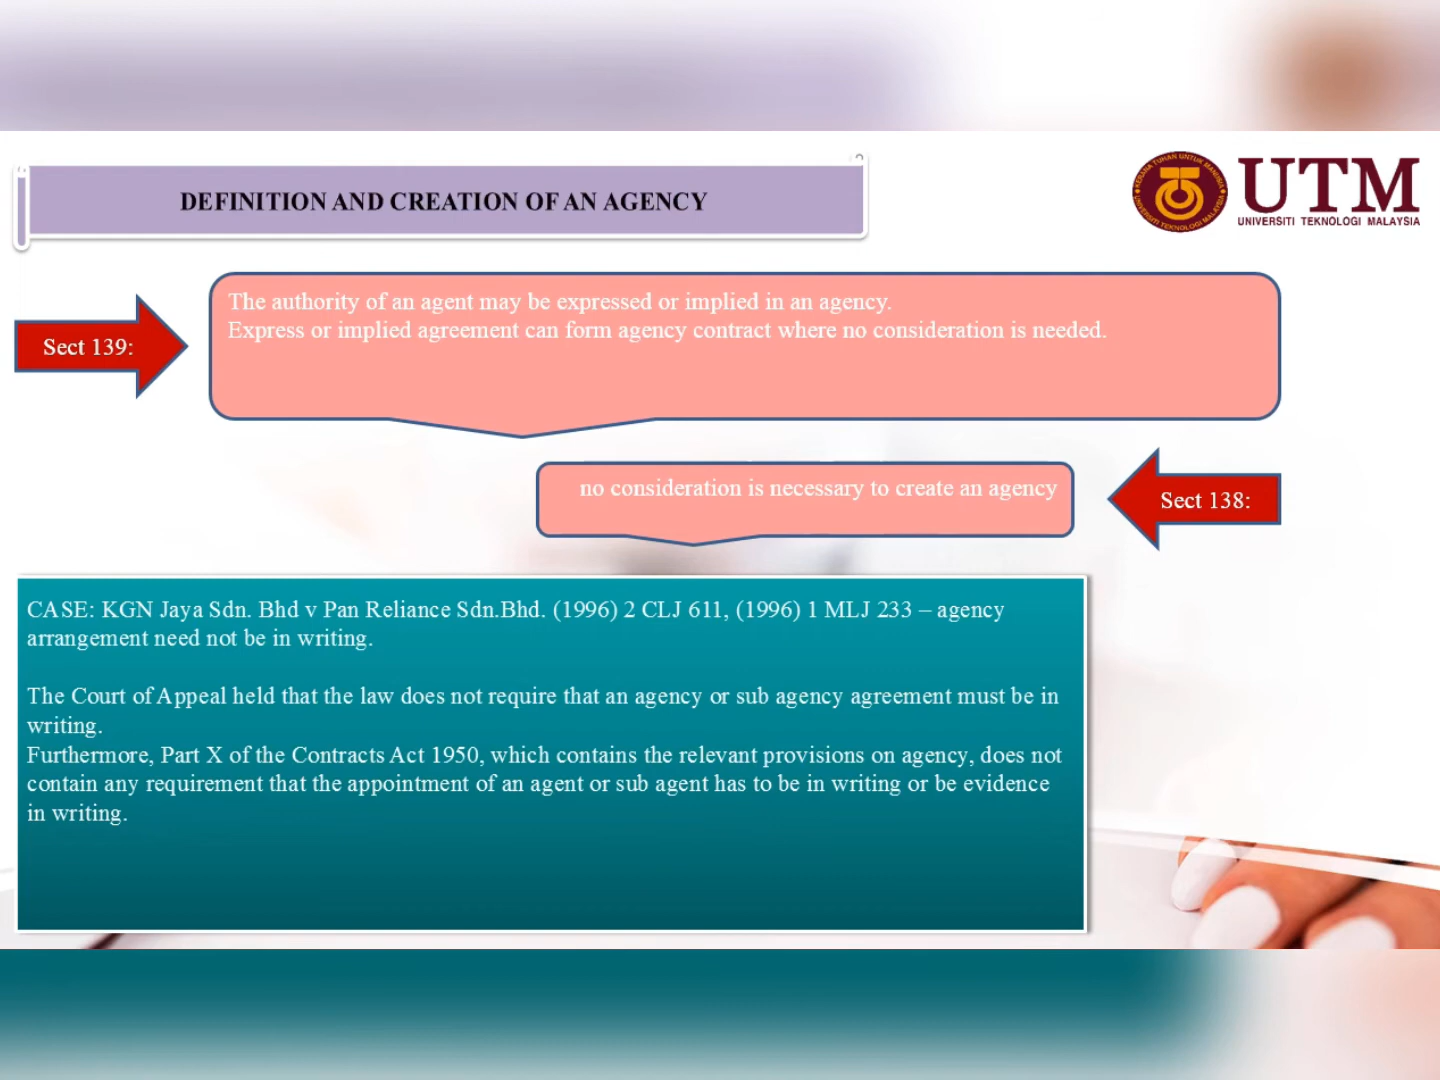 DEFINITION AND CREATION OF AN AGENCY
UTM
UNIVERSITI TEKNOLOGI MALAYSIA
Sect 139:
The authority of an agent may be expressed or implied in an agency.
Express or implied agreement can form agency contract where no consideration is needed.
no consideration is necessary to create an agency
Sect 138:
CASE: KGN Jaya Sdn. Bhd v Pan Reliance Sdn.Bhd. (1996) 2 CLJ 611, (1996) 1 MLJ 233 – agency
arrangement need not be in writing.
The Court of Appeal held that the law does not require that an agency or sub agency agreement must be in
writing.
Furthermore, Part X of the Contracts Act 1950, which contains the relevant provisions on agency, does not
contain any requirement that the appointment of an agent or sub agent has to be in writing or be evidence
in writing.